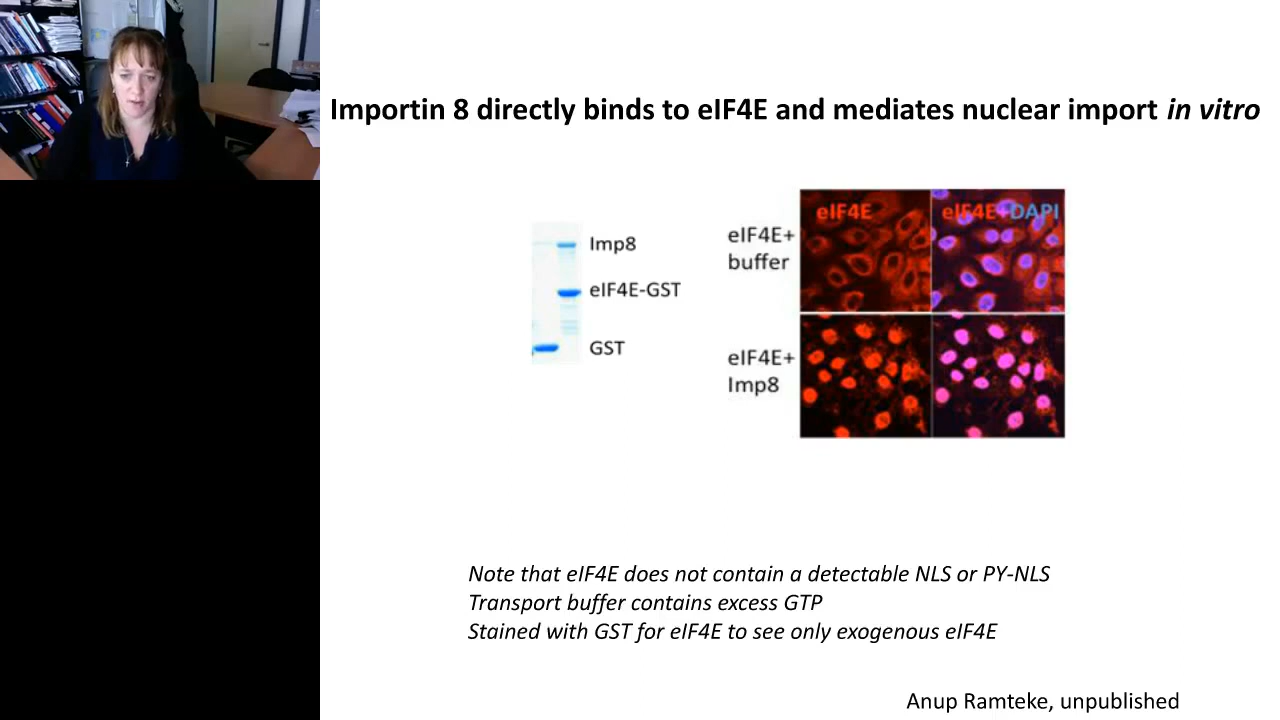 Importin 8 directly binds to eIF4E and mediates nuclear import in vitro
Imp8
eIF4E-GST
GST
eIF4E+
buffer
eIF4E
eIF4E+DAPI
eIF4E+
Imp8
Note that eIF4E does not contain a detectable NLS or PY-NLS
Transport buffer contains excess GTP
Stained with GST for eIF4E to see only exogenous eIF4E
Anup Ramteke, unpublished